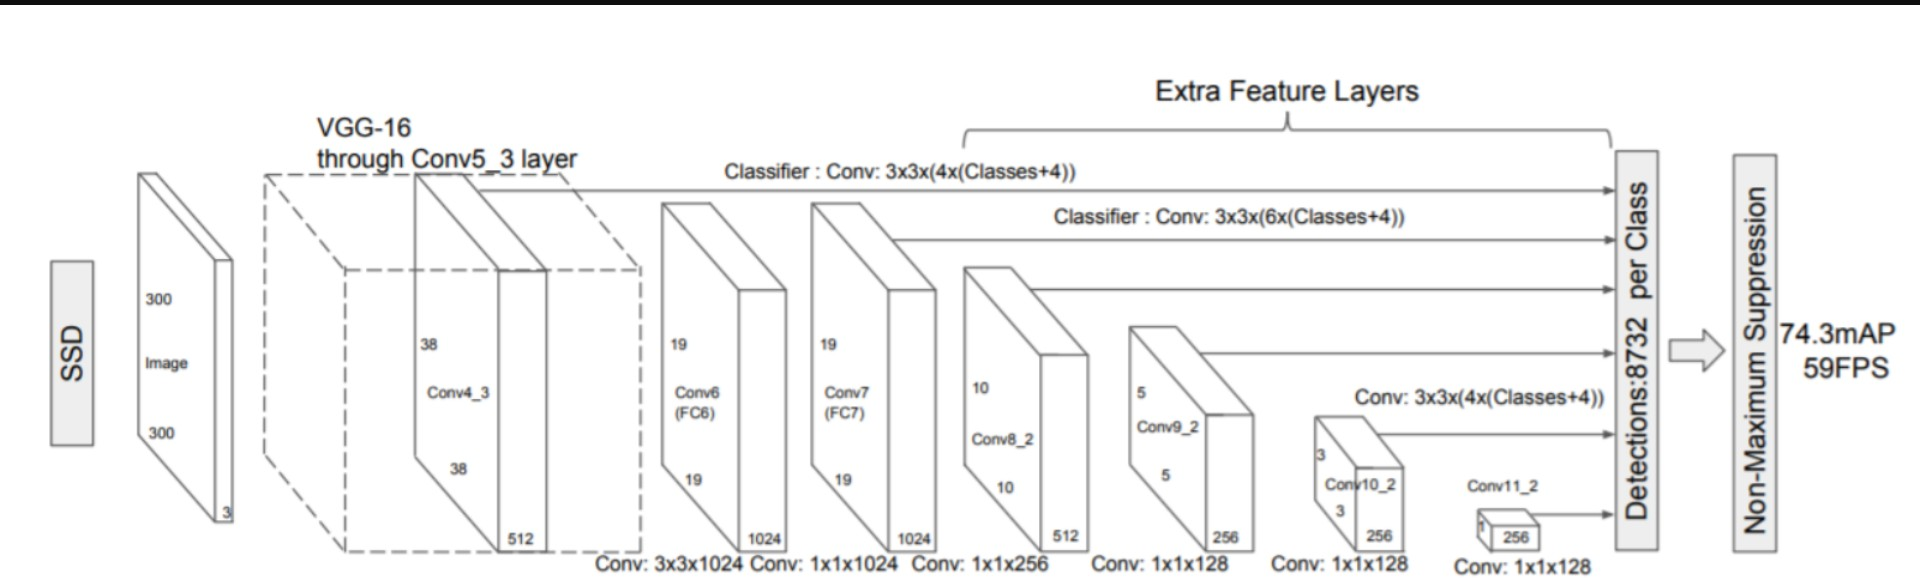 Extra Feature Layers
VGG-16
through Conv5_3 layer
Classifier : Conv: 3x3x(4x(Classes+4))
Classifier : Conv: 3x3x(6x(Classes+4))
SSD
300
Image
300
3
38
Conv4_3
38
512
19
Conv6
(FC6)
19
1024
19
Conv7
(FC7)
19
1024
10
Conv8_2
10
512
5
Conv9_2
5
256
Conv: 3x3x(4x(Classes+4))
3
Conv10_2
3
256
Conv11_2
1
256
Detections:8732 per Class
Non-Maximum Suppression
74.3mAP
59FPS
Conv: 3x3x1024 Conv: 1x1x1024 Conv: 1x1x256 Conv: 1x1x128 Conv: 1x1x128 Conv: 1x1x128